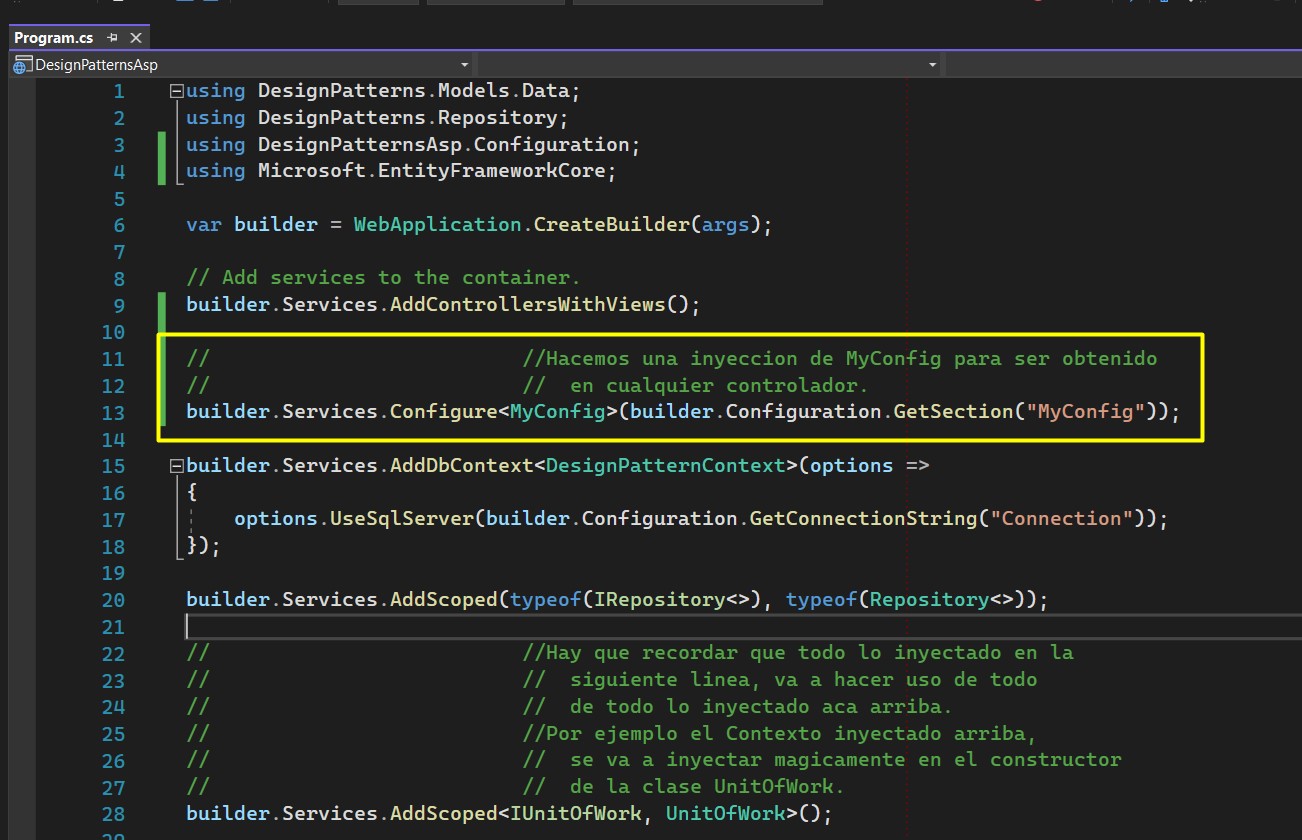 Program.cs
DesignPatternsAsp
1 using DesignPatterns.Models.Data;
2 using DesignPatterns.Repository;
3 using DesignPatternsAsp.Configuration;
4 using Microsoft.EntityFrameworkCore;
5
6 var builder = WebApplication.CreateBuilder(args);
7
8 // Add services to the container.
9 builder.Services.AddControllersWithViews();
10
11 // //Hacemos una inyeccion de MyConfig para ser obtenido
12 // // en cualquier controlador.
13 builder.Services.Configure<MyConfig>(builder.Configuration.GetSection("MyConfig"));
14
15 builder.Services.AddDbContext<DesignPatternContext>(options =>
16 {
17 options.UseSqlServer(builder.Configuration.GetConnectionString("Connection"));
18 });
19
20 builder.Services.AddScoped(typeof(IRepository<>), typeof(Repository<>));
21
22 // //Hay que recordar que todo lo inyectado en la
23 // // siguiente linea, va a hacer uso de todo
24 // // de todo lo inyectado aca arriba.
25 // //Por ejemplo el Contexto inyectado arriba,
26 // // se va a inyectar magicamente en el constructor
27 // // de la clase UnitOfWork.
28 builder.Services.AddScoped<IUnitOfWork, UnitOfWork>();